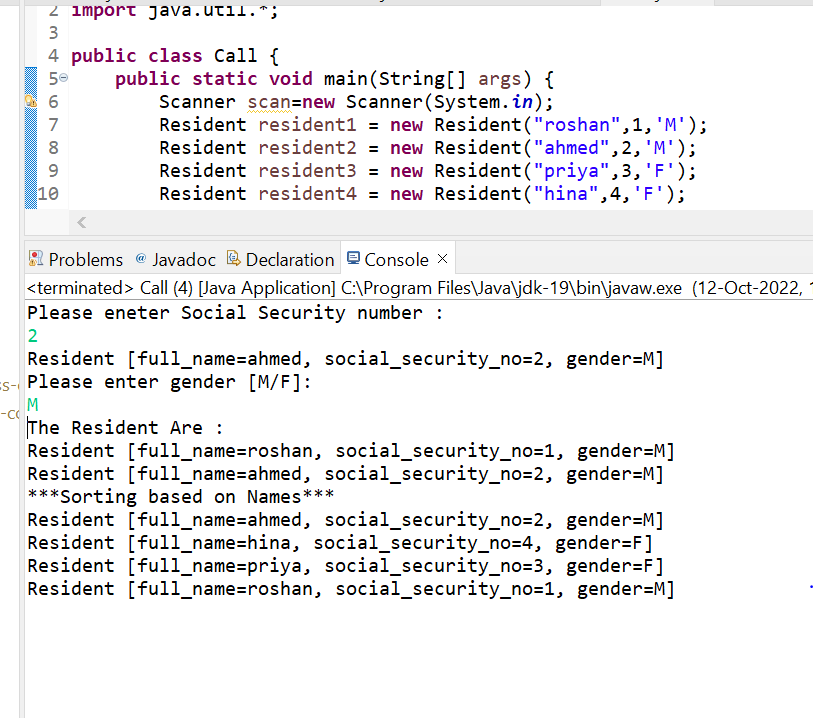 2 import java.util.*;
3
4 public class Call {
5 public static void main(String[] args) {
6 Scanner scan=new Scanner(System.in);
7 Resident resident1 = new Resident("roshan",1,'M');
8 Resident resident2 = new Resident("ahmed",2,'M');
9 Resident resident3 = new Resident("priya",3,'F');
10 Resident resident4 = new Resident("hina",4,'F');
Problems @ Javadoc Declaration Console
<terminated> Call (4) [Java Application] C:\Program Files\Java\jdk-19\bin\javaw.exe (12-Oct-2022,
Please eneter Social Security number :
2
Resident [full_name=ahmed, social_security_no=2, gender=M]
Please enter gender [M/F]:
M
The Resident Are :
Resident [full_name=roshan, social_security_no=1, gender=M]
Resident [full_name=ahmed, social_security_no=2, gender=M]
***Sorting based on Names***
Resident [full_name=ahmed, social_security_no=2, gender=M]
Resident [full_name=hina, social_security_no=4, gender=F]
Resident [full_name=priya, social_security_no=3, gender=F]
Resident [full_name=roshan, social_security_no=1, gender=M]